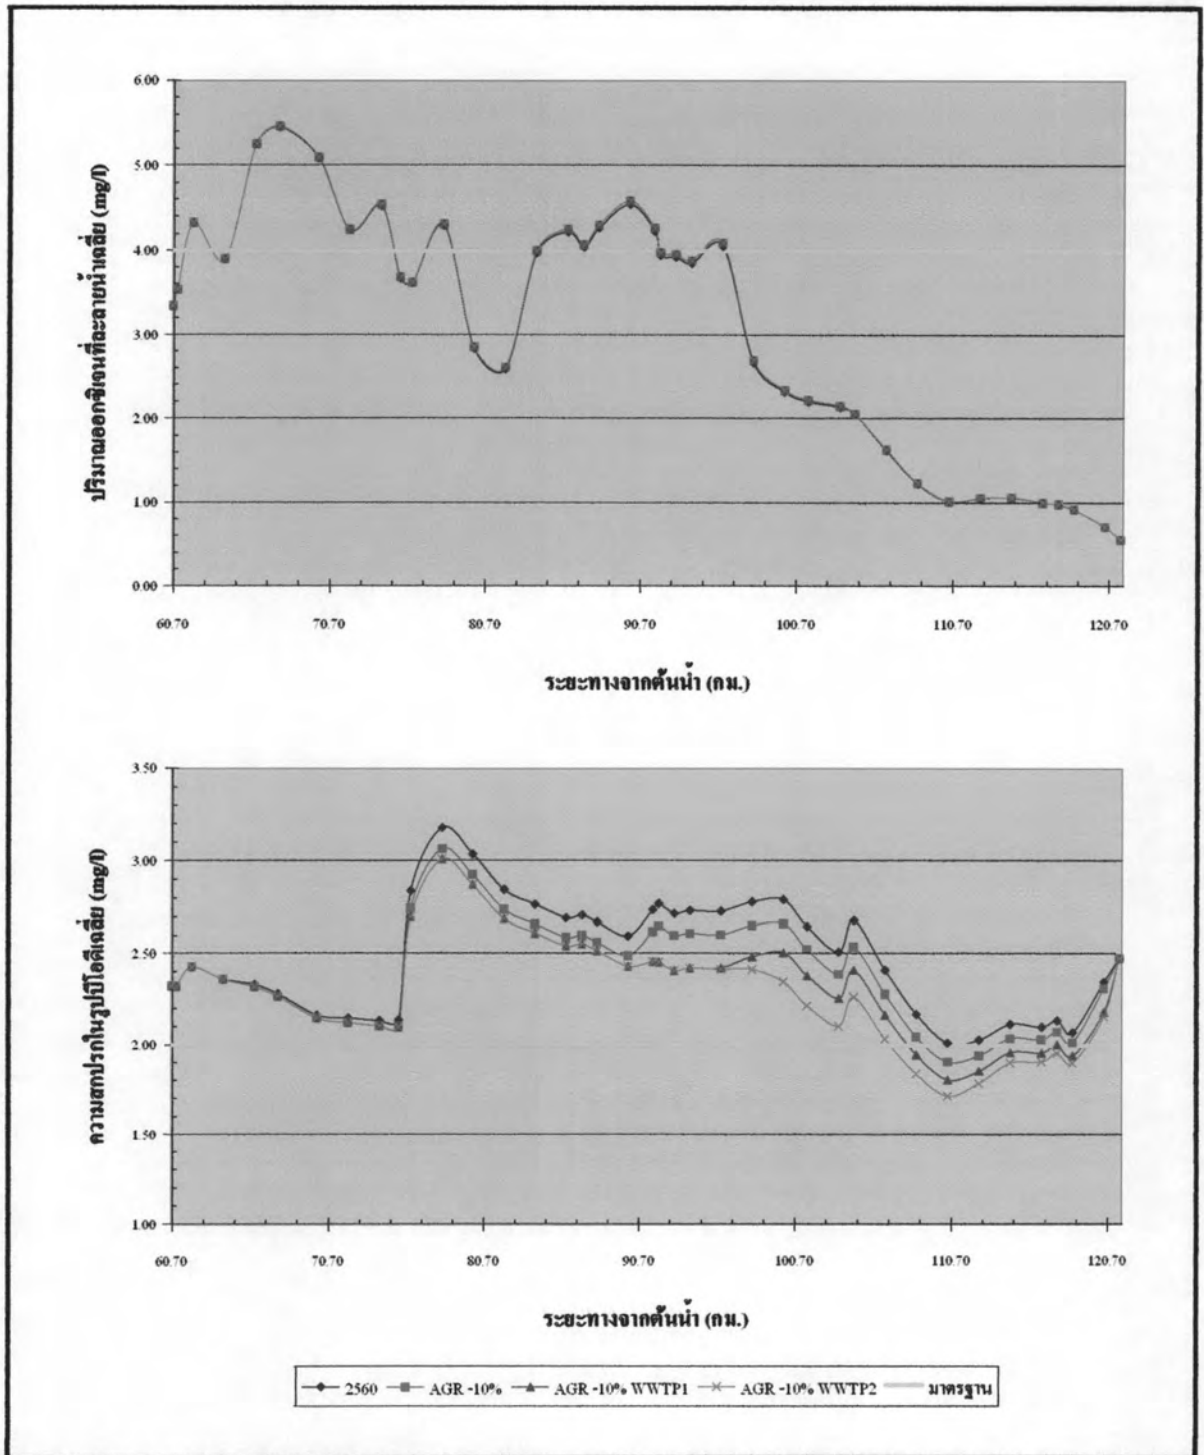 6.00
5.00
4.00
3.00
2.00
1.00
0.00
ปริมาณออกซิเจนที่ละลายน้ำเฉลี่ย (mg/l)
60.70 70.70 80.70 90.70 100.70 110.70 120.70
ระยะทางจากต้นน้ำ (กม.)
3.50
3.00
2.50
2.00
1.50
1.00
ความสกปรกในรูปบีโอดีเฉลี่ย (mg/l)
60.70 70.70 80.70 90.70 100.70 110.70 120.70
ระยะทางจากต้นน้ำ (กม.)
2560 AGR -10% AGR -10% WWTP1 AGR -10% WWTP2 มาตรฐาน